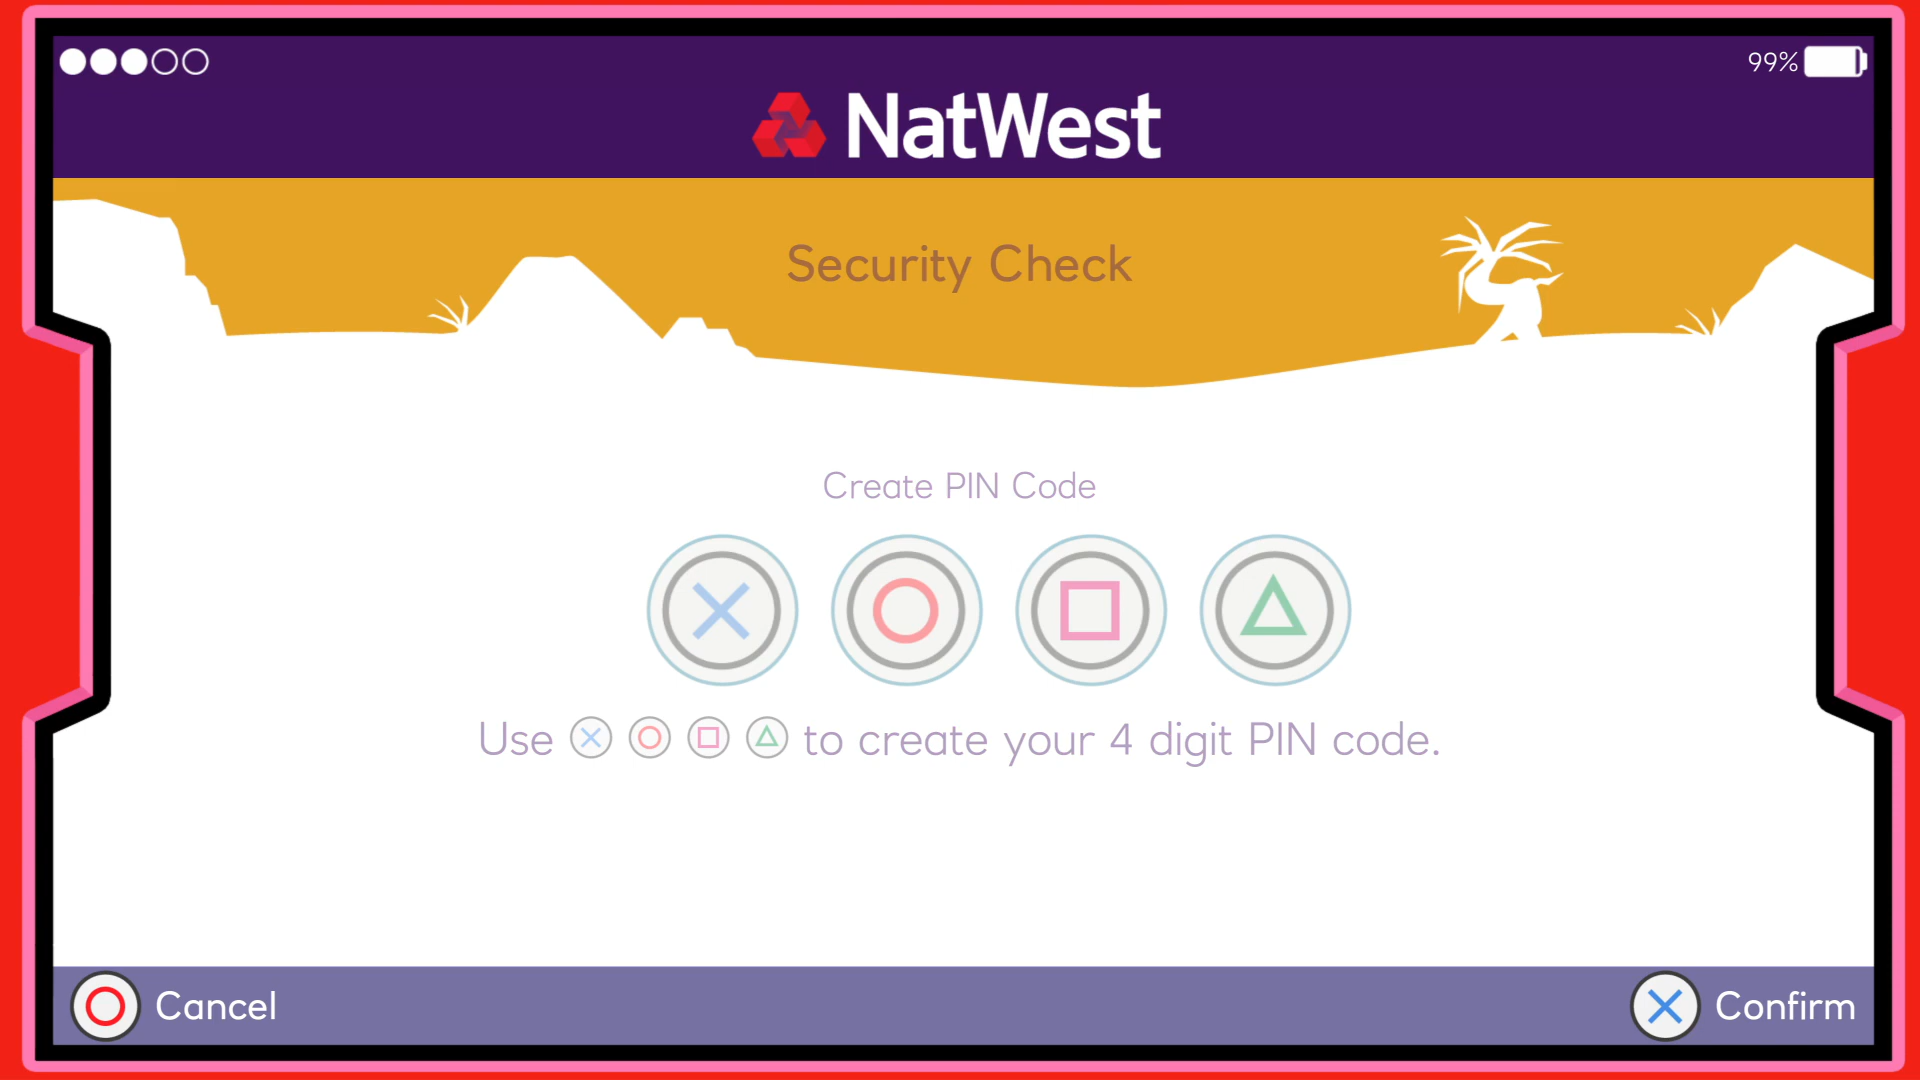 99%
NatWest
Security Check
Create PIN Code
Use to create your 4 digit PIN code.
Cancel
Confirm